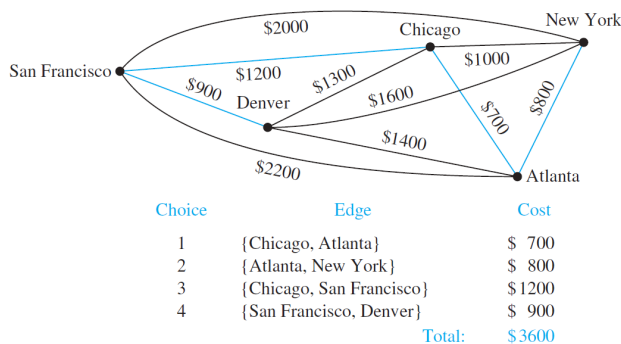 $2000
New York
Chicago
San Francisco
$1200
$1000
$900
$1300
Denver
$1600
$700
$800
$1400
$2200
Atlanta
Choice Edge Cost
1 {Chicago, Atlanta} $ 700
2 {Atlanta, New York} $ 800
3 {Chicago, San Francisco} $1200
4 {San Francisco, Denver} $ 900
Total: $3600